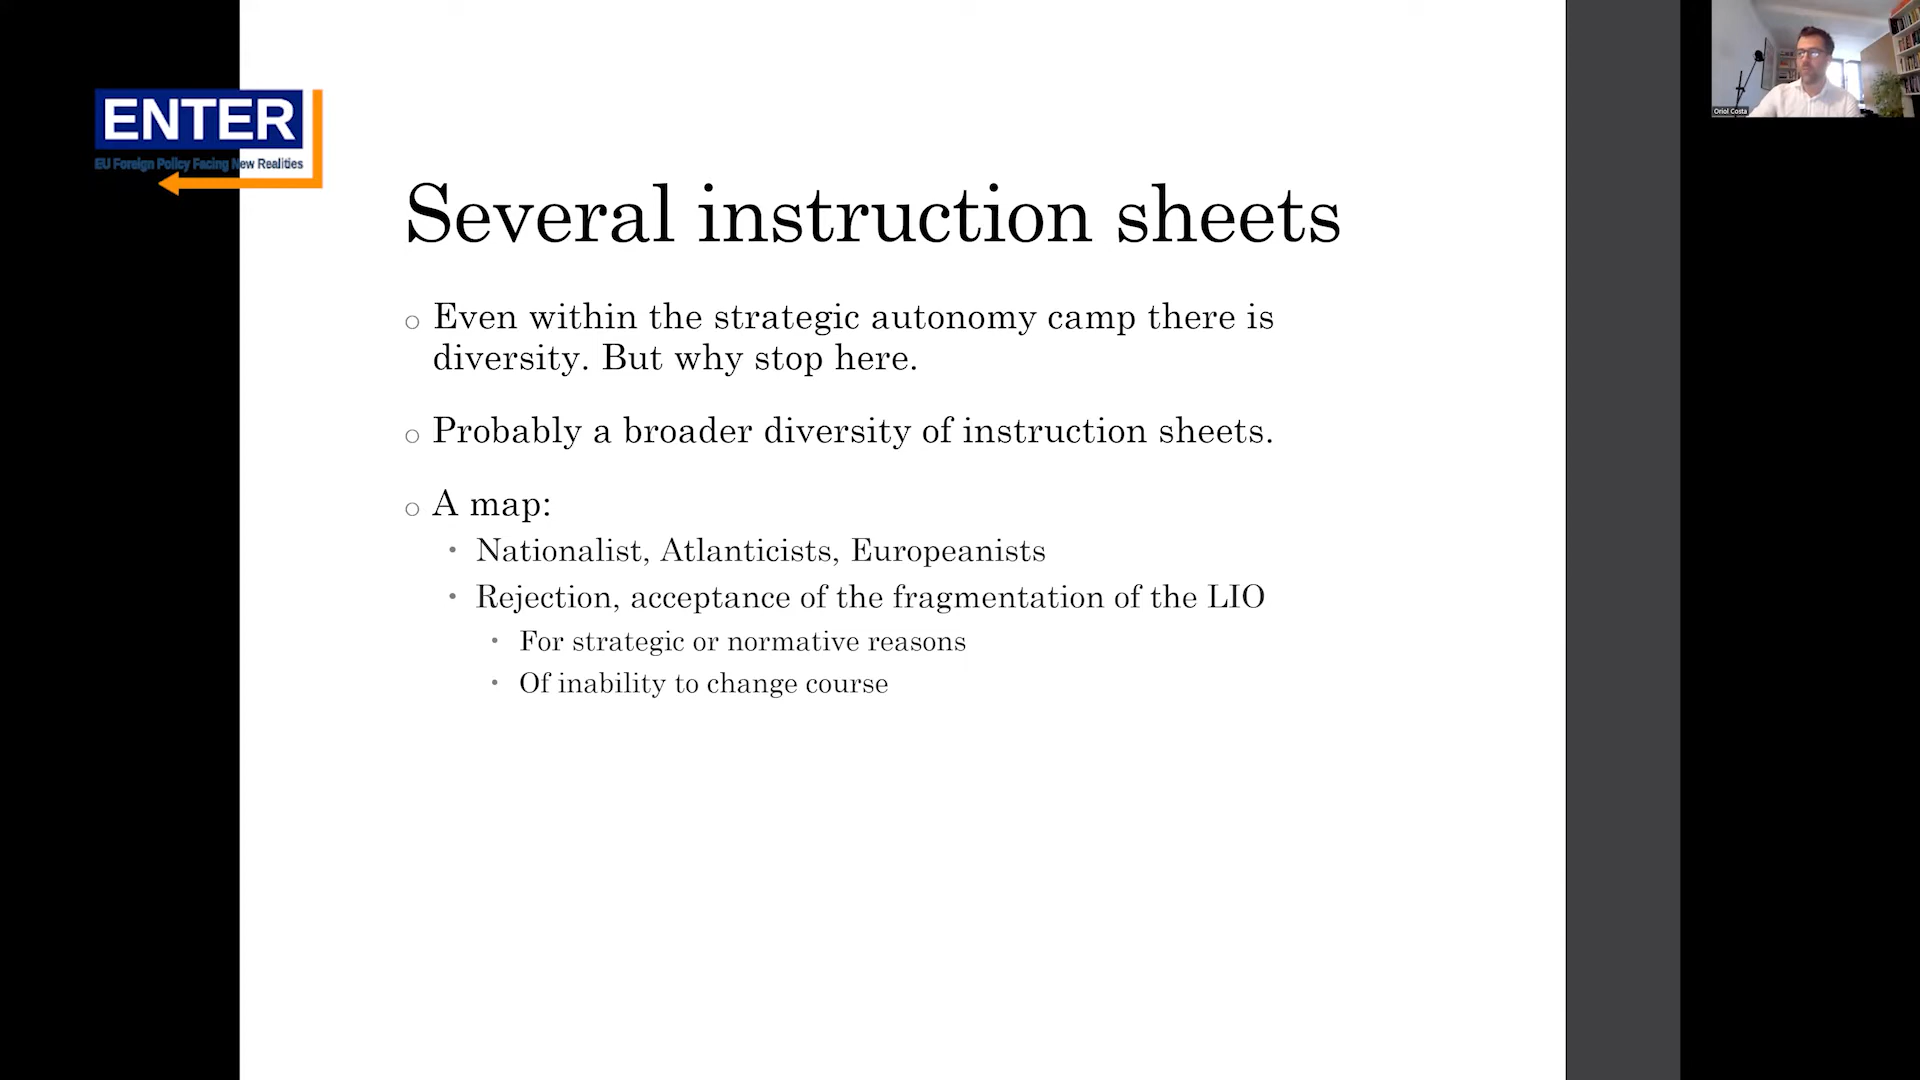 ENTER
EU Foreign Policy Facing New Realities
Several instruction sheets
Even within the strategic autonomy camp there is
diversity. But why stop here.
Probably a broader diversity of instruction sheets.
A map:
Nationalist, Atlanticists, Europeanists
Rejection, acceptance of the fragmentation of the LIO
For strategic or normative reasons
Of inability to change course
Oriol Costa